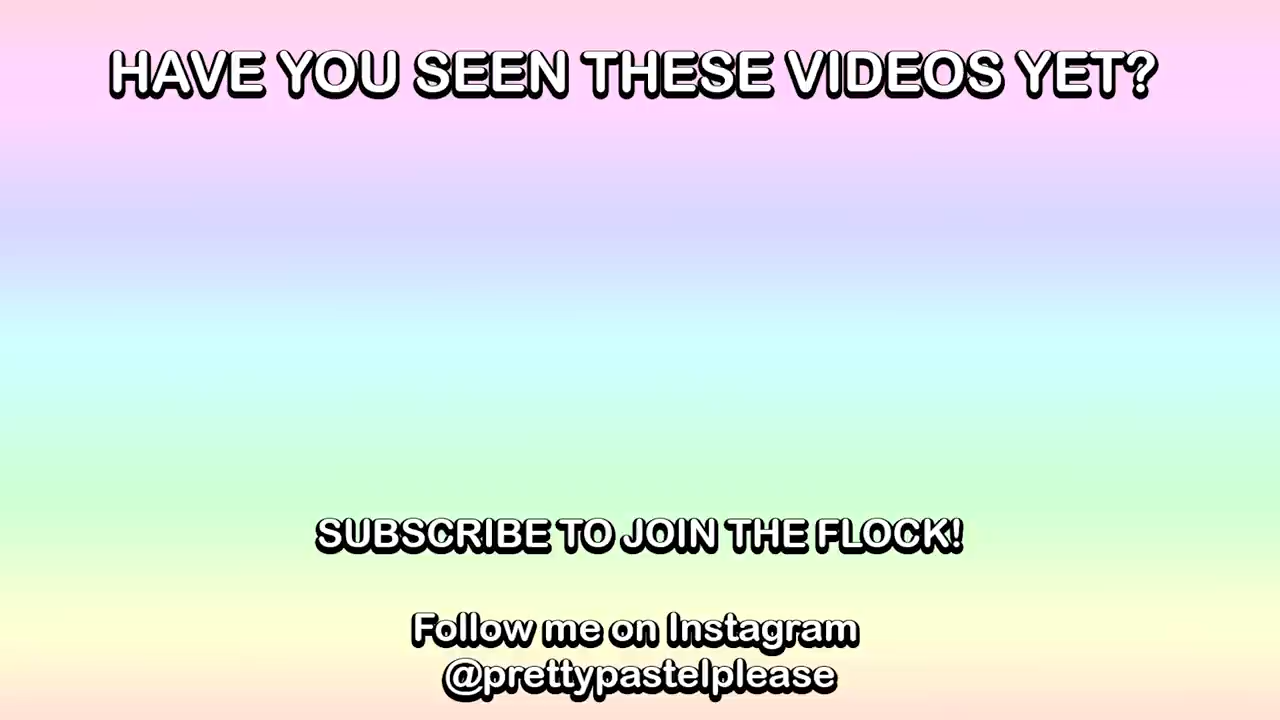 HAVE YOU SEEN THESE VIDEOS YET?
SUBSCRIBE TO JOIN THE FLOCK!
Follow me on Instagram
@prettypastelplease